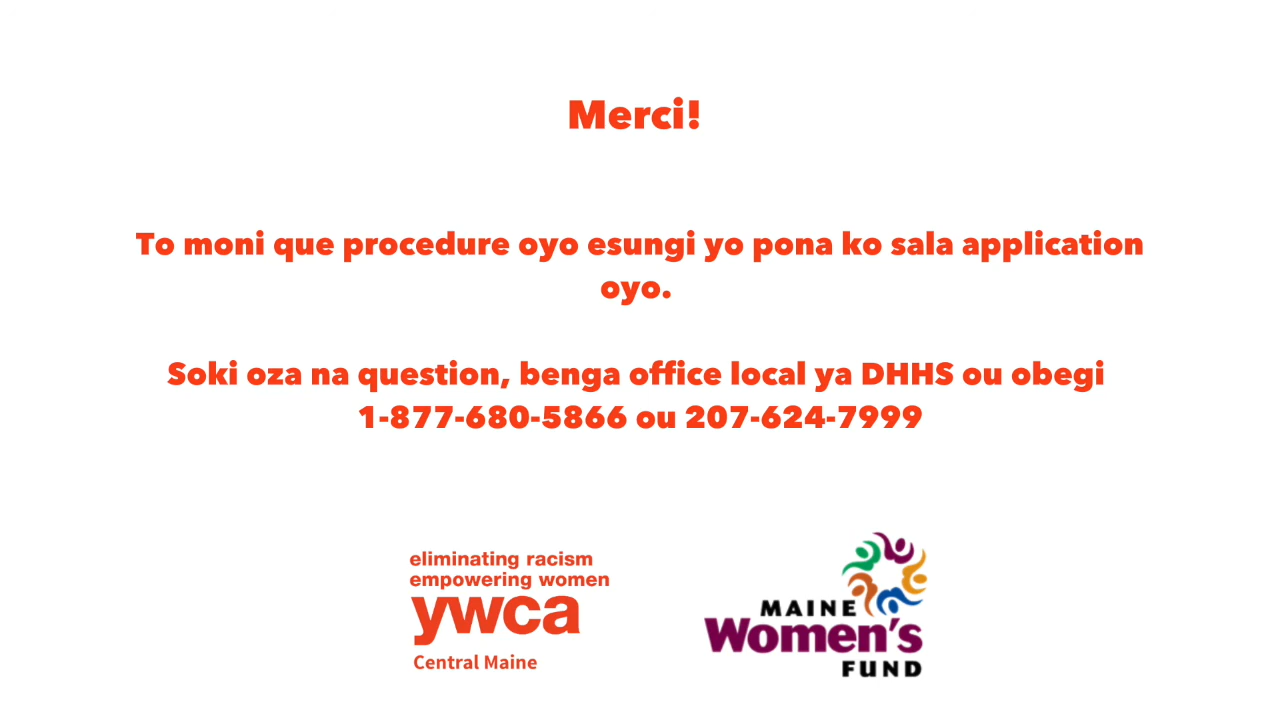 Merci!
To moni que procedure oyo esungi yo pona ko sala application
oyo.
Soki oza na question, benga office local ya DHHS ou obegi
1-877-680-5866 ou 207-624-7999
eliminating racism
empowering women
ywca
Central Maine
MAINE
Women's
FUND